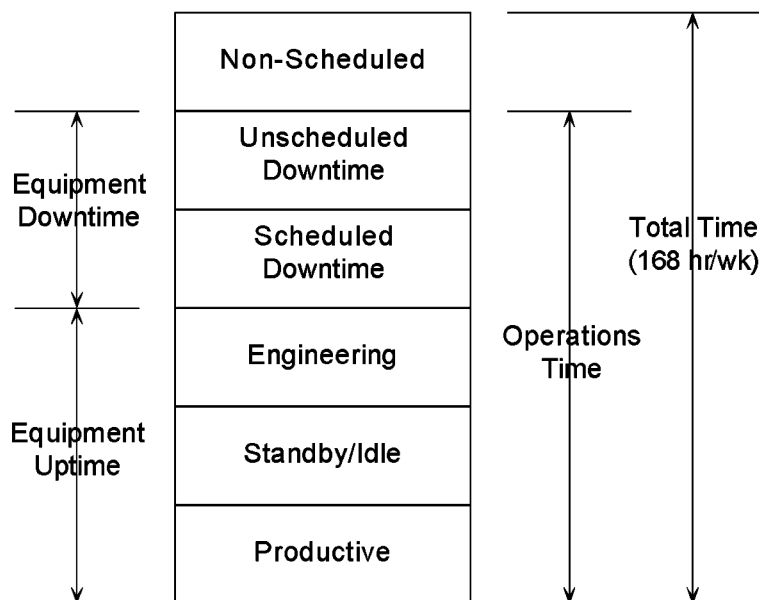 Non-Scheduled
Unscheduled
Downtime
Equipment
Downtime
Scheduled
Downtime
Total Time
(168 hr/wk)
Engineering
Operations
Time
Equipment
Uptime
Standby/Idle
Productive